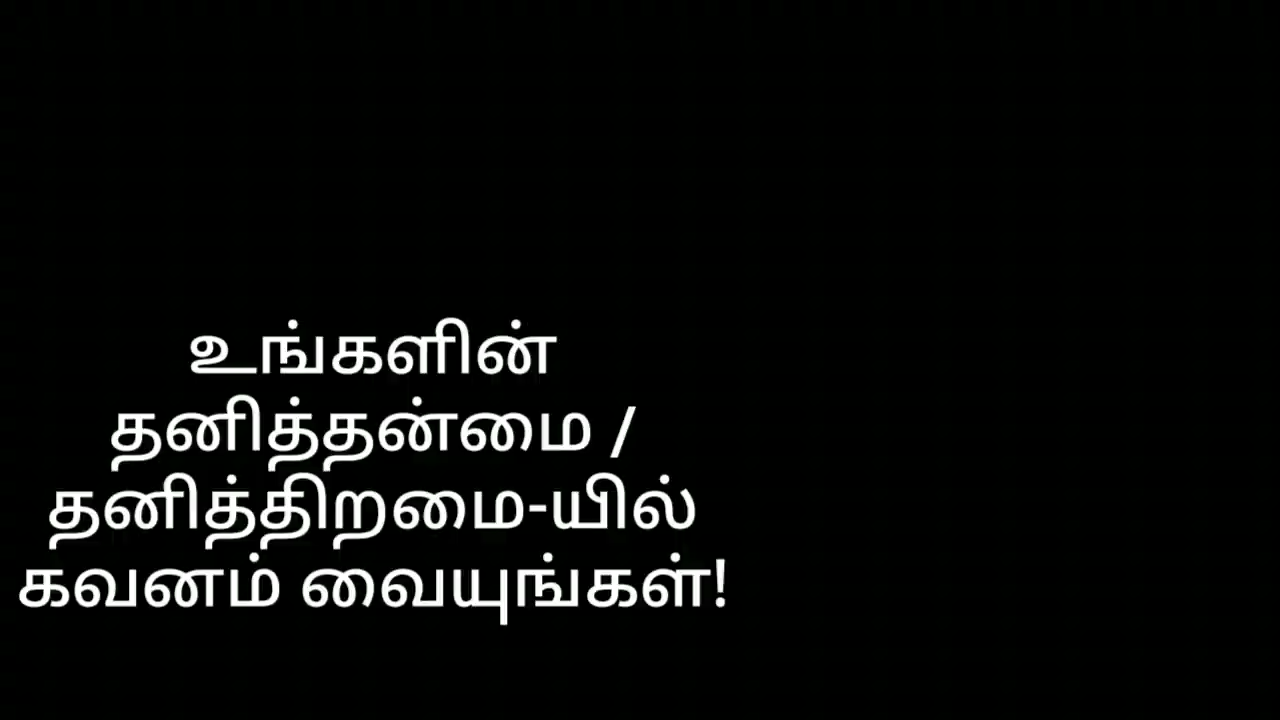 உங்களின்
தனித்தன்மை /
தனித்திறமை-யில்
கவனம் வையுங்கள்!